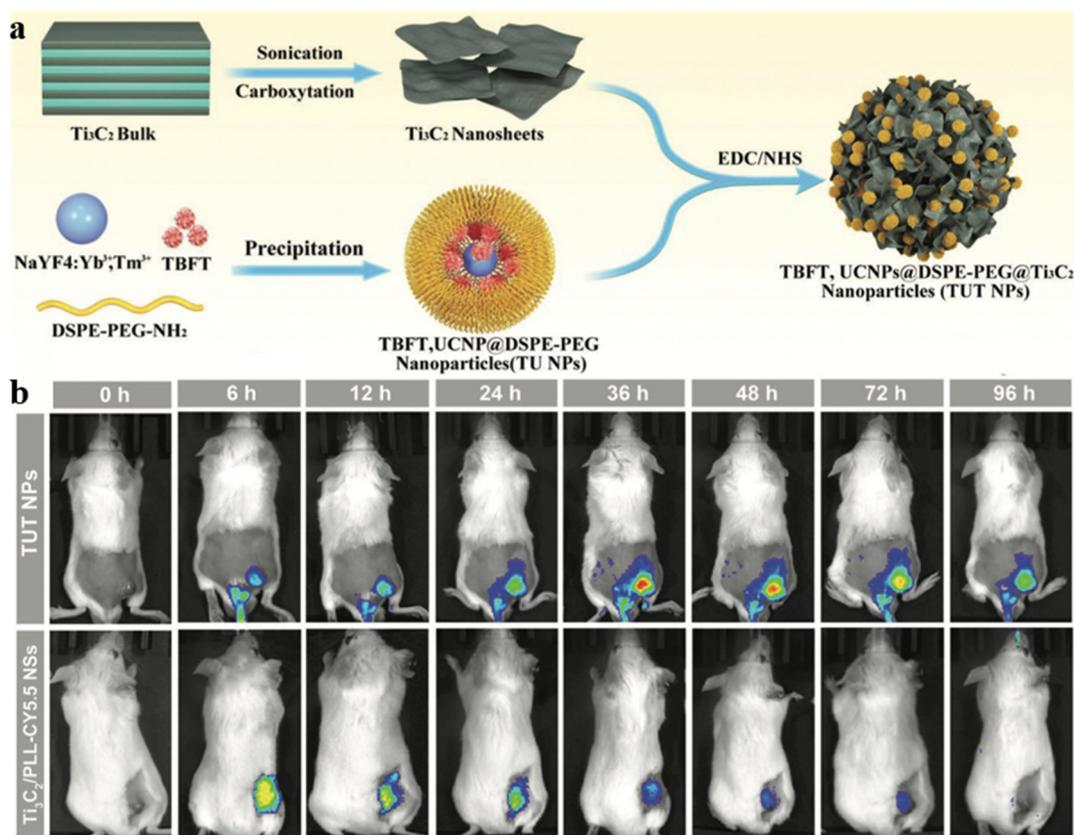 a
Sonication
Carboxytation
Ti₃C₂ Bulk
Ti₃C₂ Nanosheets
EDC/NHS
NaYF4:Yb³⁺,Tm³⁺
TBFT
Precipitation
DSPE-PEG-NH₂
TBFT,UCNP@DSPE-PEG
Nanoparticles(TU NPs)
TBFT, UCNPs@DSPE-PEG@Ti₃C₂
Nanoparticles (TUT NPs)
b
0 h 6 h 12 h 24 h 36 h 48 h 72 h 96 h
TUT NPs
Ti₃C₂/PLL-CY5.5 NSs